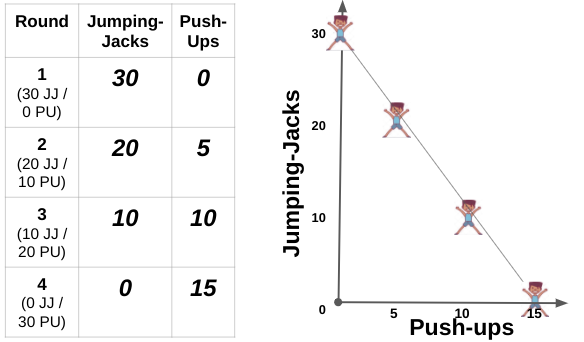 Round Jumping-Jacks Push-Ups
1 (30 JJ / 0 PU) 30 0
2 (20 JJ / 10 PU) 20 5
3 (10 JJ / 20 PU) 10 10
4 (0 JJ / 30 PU) 0 15
Jumping-Jacks
30
20
10
0
5 10 15
Push-ups